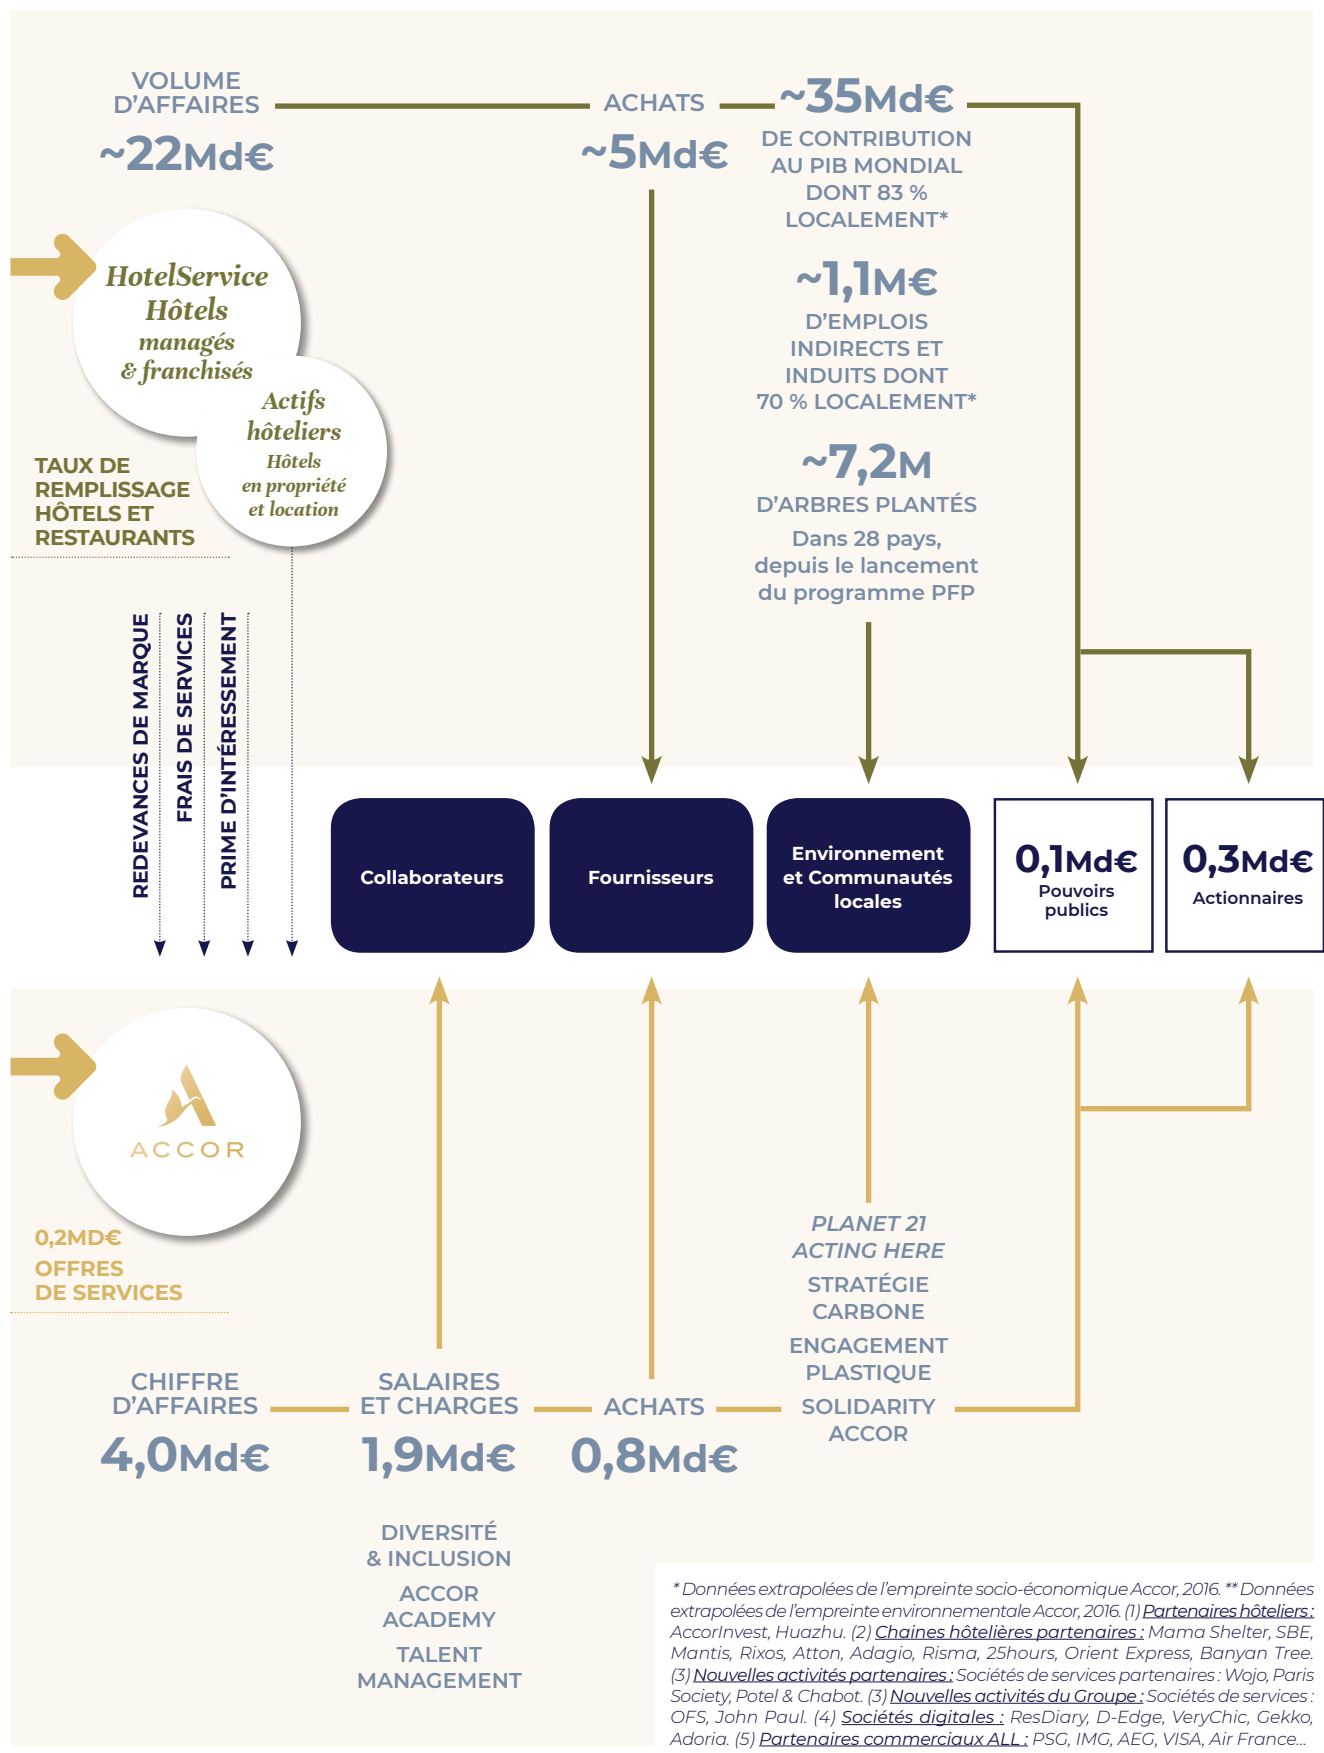 VOLUME
D'AFFAIRES
~22Md€
ACHATS
~5Md€
~35Md€
DE CONTRIBUTION
AU PIB MONDIAL
DONT 83 %
LOCALEMENT*
~1,1M€
D'EMPLOIS
INDIRECTS ET
INDUITS DONT
70 % LOCALEMENT*
~7,2M
D'ARBRES PLANTÉS
Dans 28 pays,
depuis le lancement
du programme PFP
HotelService
Hôtels
managés
& franchisés
Actifs
hôteliers
Hôtels
en propriété
et location
TAUX DE
REMPLISSAGE
HÔTELS ET
RESTAURANTS
REDEVANCES DE MARQUE
FRAIS DE SERVICES
PRIME D'INTÉRESSEMENT
Collaborateurs
Fournisseurs
Environnement
et Communautés
locales
0,1Md€
Pouvoirs
publics
0,3Md€
Actionnaires
ACCOR
0,2MD€
OFFRES
DE SERVICES
CHIFFRE
D'AFFAIRES
4,0Md€
SALAIRES
ET CHARGES
1,9Md€
DIVERSITÉ
& INCLUSION
ACCOR
ACADEMY
TALENT
MANAGEMENT
ACHATS
0,8Md€
PLANET 21
ACTING HERE
STRATÉGIE
CARBONE
ENGAGEMENT
PLASTIQUE
SOLIDARITY
ACCOR
* Données extrapolées de l'empreinte socio-économique Accor, 2016. ** Données
extrapolées de l'empreinte environnementale Accor, 2016. (1) Partenaires hôteliers :
AccorInvest, Huazhu. (2) Chaines hôtelières partenaires : Mama Shelter, SBE,
Mantis, Rixos, Atton, Adagio, Risma, 25hours, Orient Express, Banyan Tree.
(3) Nouvelles activités partenaires : Sociétés de services partenaires : Wojo, Paris
Society, Potel & Chabot. (3) Nouvelles activités du Groupe : Sociétés de services :
OFS, John Paul. (4) Sociétés digitales : ResDiary, D-Edge, VeryChic, Gekko,
Adoria. (5) Partenaires commerciaux ALL : PSG, IMG, AEG, VISA, Air France...